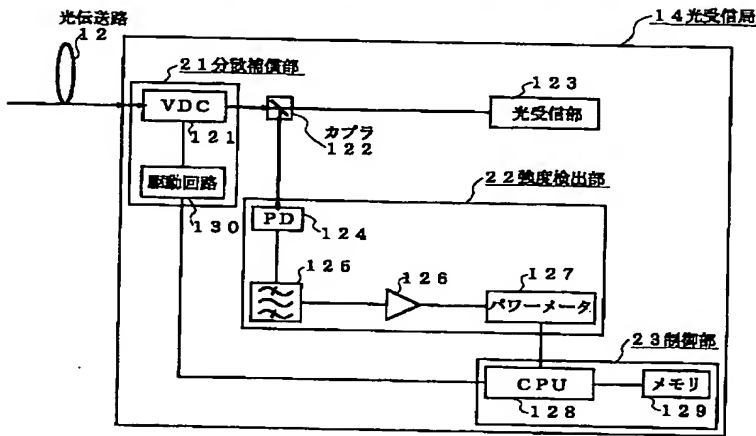 光伝送路
12
14光受信局
21分散補償部
VDC
121
駆動回路
130
カプラ
122
123
光受信部
22強度検出部
PD
124
125
126
127
パワーメータ
23制御部
CPU
128
メモリ
129